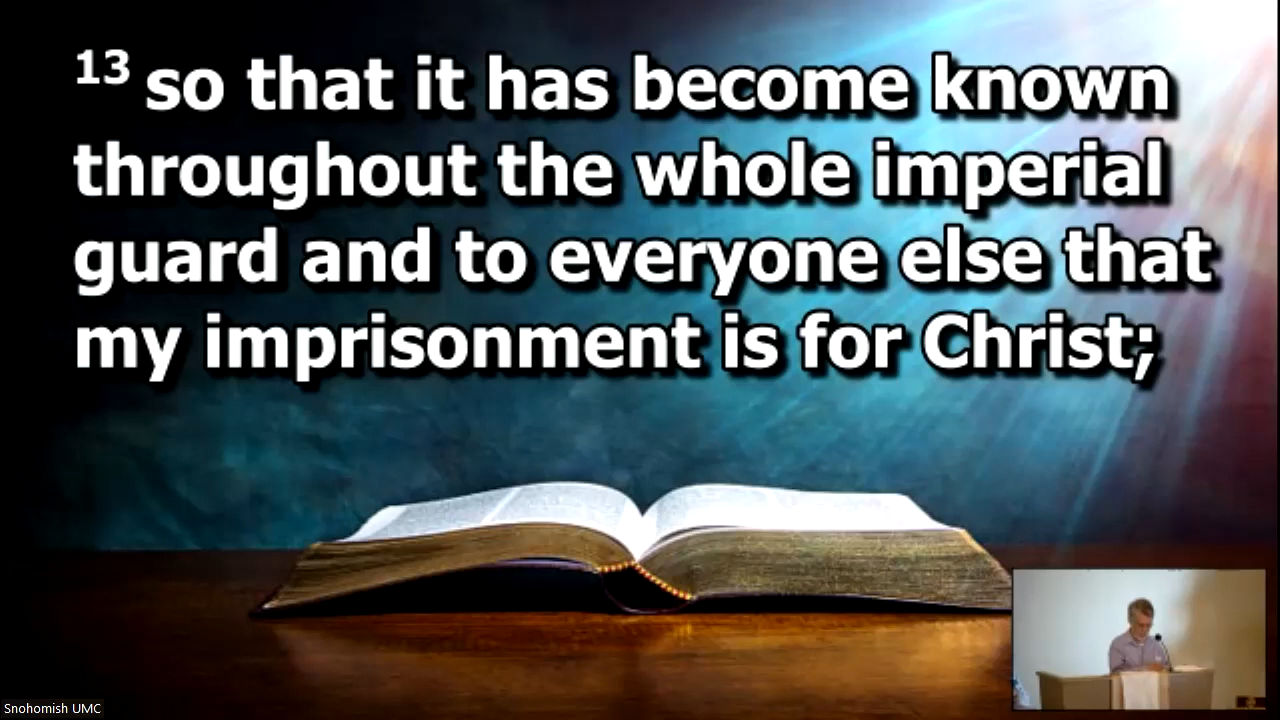 13 so that it has become known
throughout the whole imperial
guard and to everyone else that
my imprisonment is for Christ;
Snohomish UMC